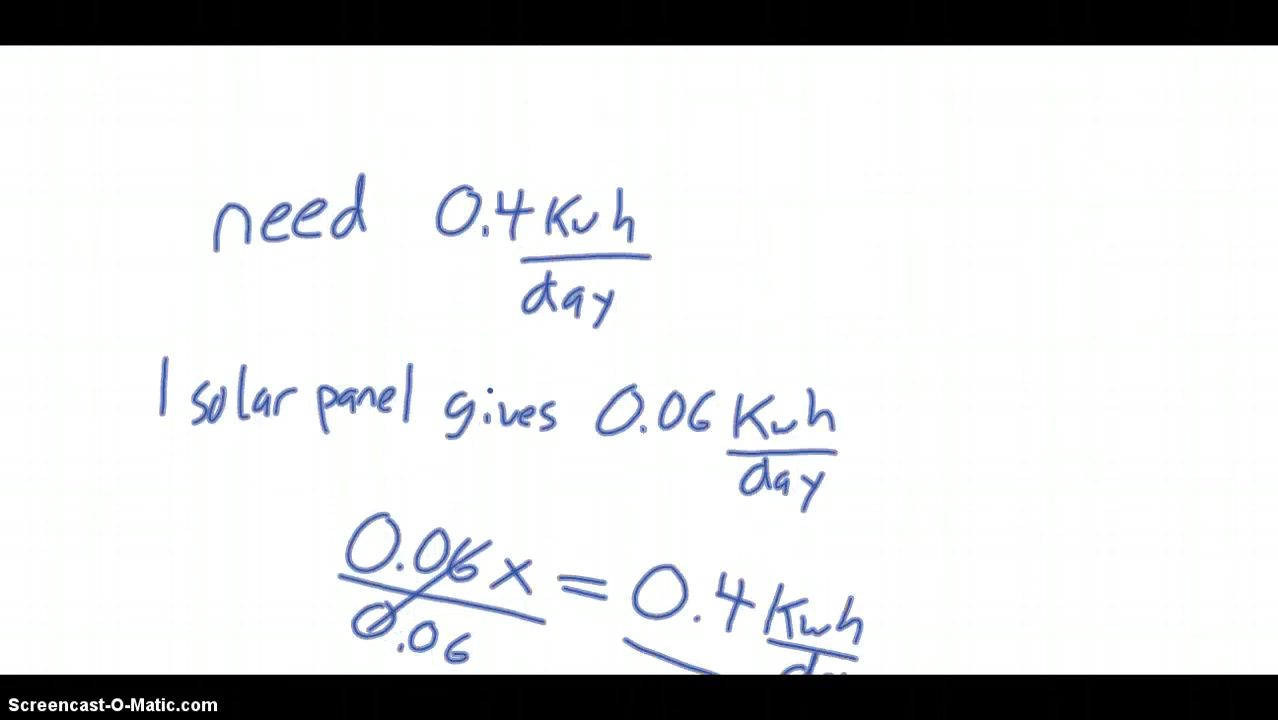 need 0.4 Kwh
day
1 solar panel gives 0.06 Kwh
day
0.06 x = 0.4 Kwh
0.06
Screencast-O-Matic.com